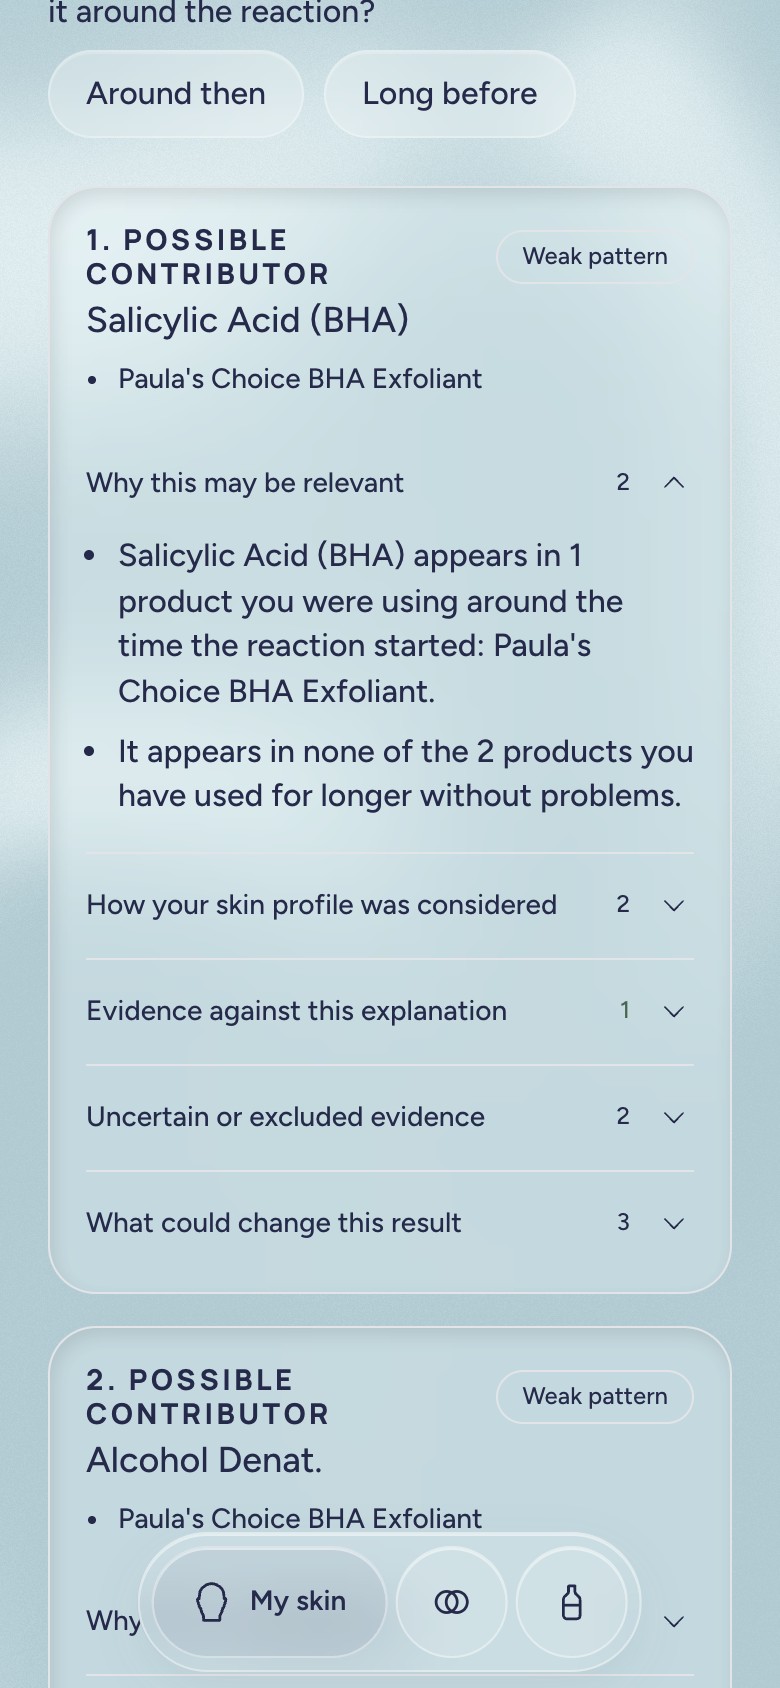 it around the reaction?
Around then
Long before
1. POSSIBLE
CONTRIBUTOR
Weak pattern
Salicylic Acid (BHA)
• Paula's Choice BHA Exfoliant
Why this may be relevant 2
• Salicylic Acid (BHA) appears in 1
product you were using around the
time the reaction started: Paula's
Choice BHA Exfoliant.
• It appears in none of the 2 products you
have used for longer without problems.
How your skin profile was considered 2
Evidence against this explanation 1
Uncertain or excluded evidence 2
What could change this result 3
2. POSSIBLE
CONTRIBUTOR
Weak pattern
Alcohol Denat.
• Paula's Choice BHA Exfoliant
Why
My skin